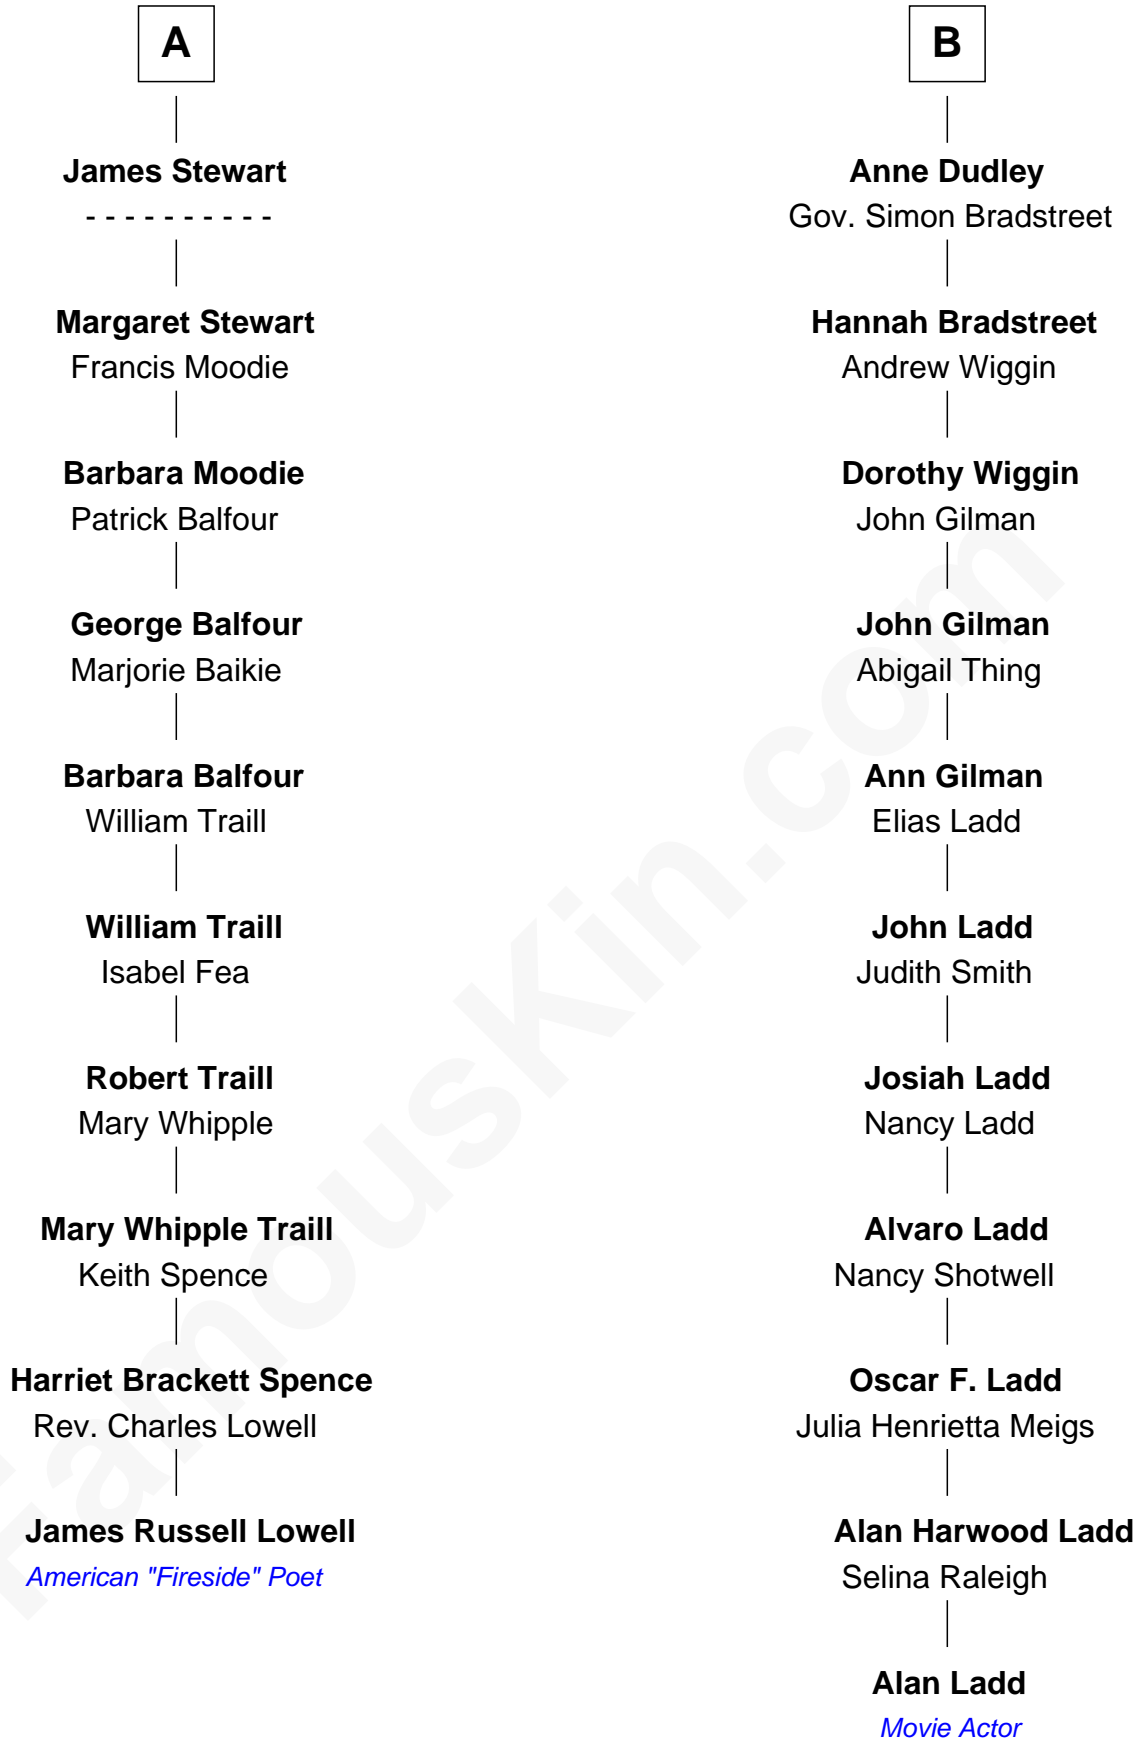 A
James Stewart
- - - - - - - - - -
Margaret Stewart
Francis Moodie
Barbara Moodie
Patrick Balfour
George Balfour
Marjorie Baikie
Barbara Balfour
William Traill
William Traill
Isabel Fea
Robert Traill
Mary Whipple
Mary Whipple Traill
Keith Spence
Harriet Brackett Spence
Rev. Charles Lowell
James Russell Lowell
American "Fireside" Poet
B
Anne Dudley
Gov. Simon Bradstreet
Hannah Bradstreet
Andrew Wiggin
Dorothy Wiggin
John Gilman
John Gilman
Abigail Thing
Ann Gilman
Elias Ladd
John Ladd
Judith Smith
Josiah Ladd
Nancy Ladd
Alvaro Ladd
Nancy Shotwell
Oscar F. Ladd
Julia Henrietta Meigs
Alan Harwood Ladd
Selina Raleigh
Alan Ladd
Movie Actor
FamousKin.com